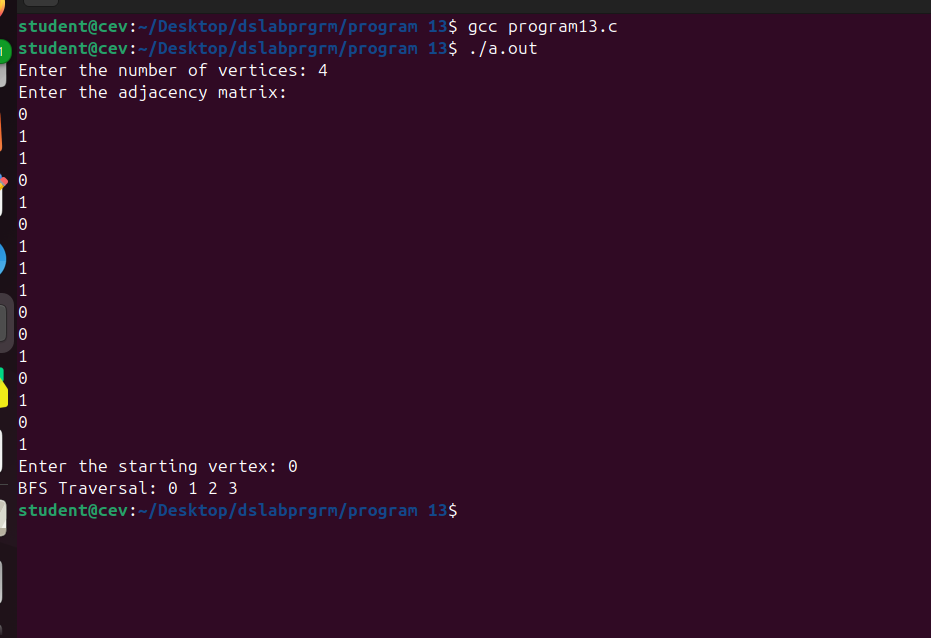 student@cev:~/Desktop/dslabprgrm/program 13$ gcc program13.c
student@cev:~/Desktop/dslabprgrm/program 13$ ./a.out
Enter the number of vertices: 4
Enter the adjacency matrix:
0
1
1
0
1
0
1
1
1
0
0
1
0
1
0
1
Enter the starting vertex: 0
BFS Traversal: 0 1 2 3
student@cev:~/Desktop/dslabprgrm/program 13$